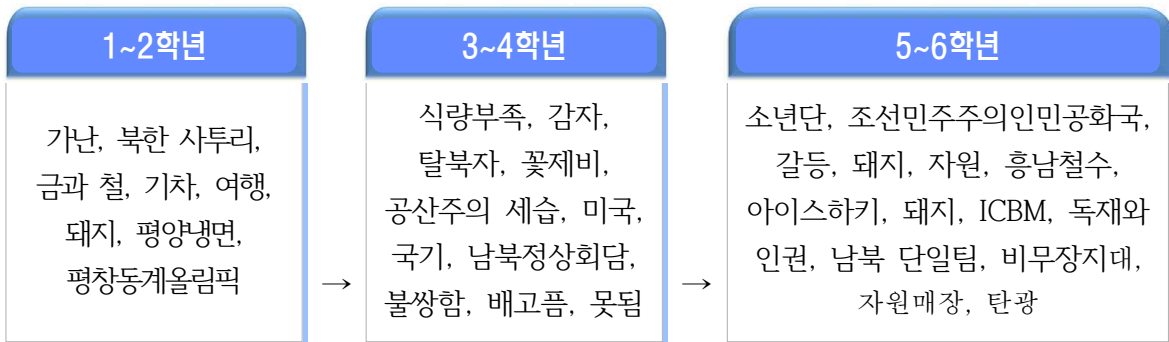 1~2학년
가난, 북한 사투리,
금과 철, 기차, 여행,
돼지, 평양냉면,
평창동계올림픽
→
3~4학년
식량부족, 감자,
탈북자, 꽃제비,
공산주의 세습, 미국,
국기, 남북정상회담,
불쌍함, 배고픔, 못됨
→
5~6학년
소년단, 조선민주주의인민공화국,
갈등, 돼지, 자원, 흥남철수,
아이스하키, 돼지, ICBM, 독재와
인권, 남북 단일팀, 비무장지대,
자원매장, 탄광